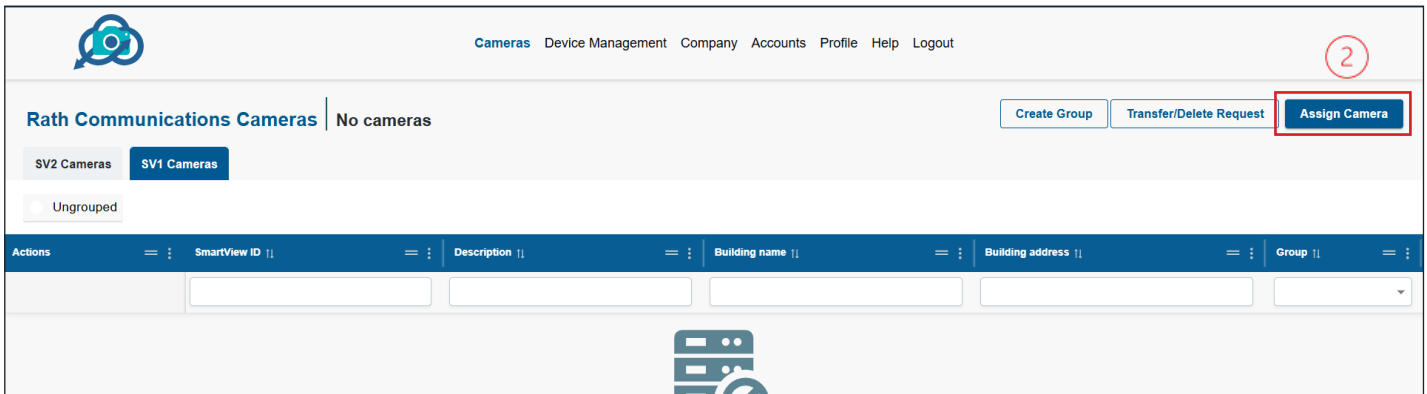 Cameras Device Management Company Accounts Profile Help Logout
2
Rath Communications Cameras No cameras
Create Group Transfer/Delete Request Assign Camera
SV2 Cameras SV1 Cameras
Ungrouped
Actions SmartView ID Description Building name Building address Group